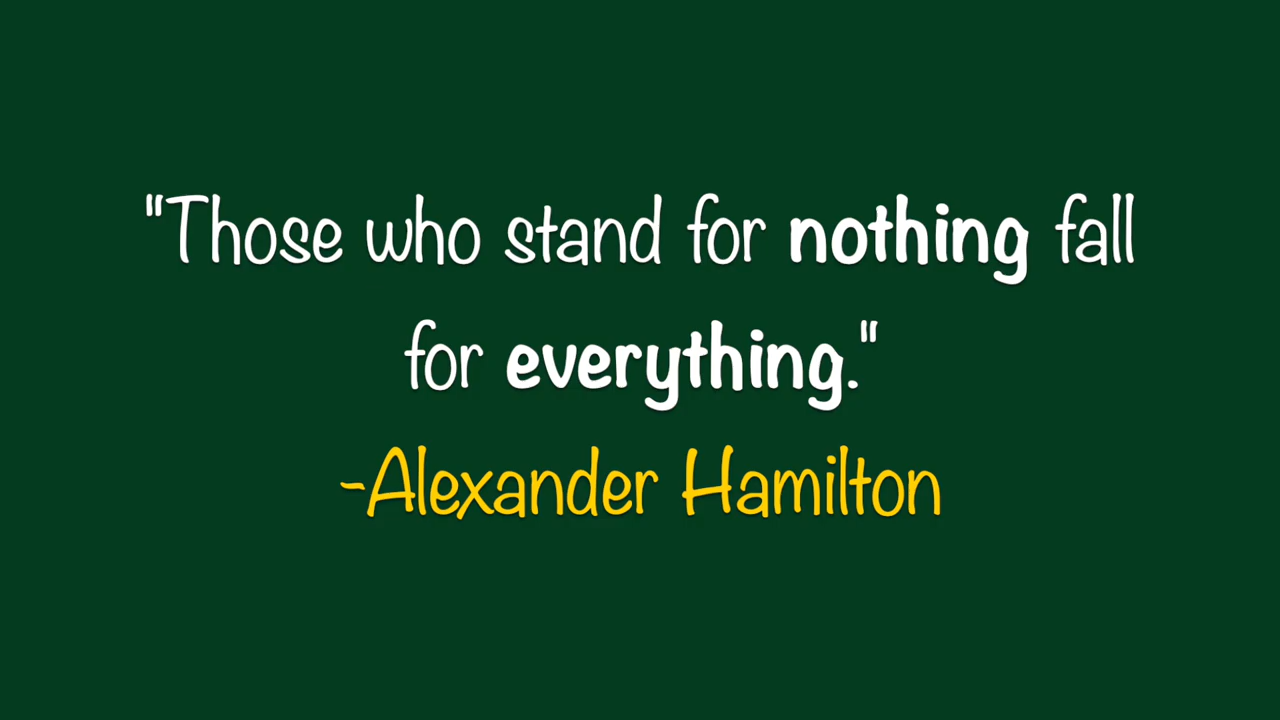 "Those who stand for nothing fall
for everything."
-Alexander Hamilton